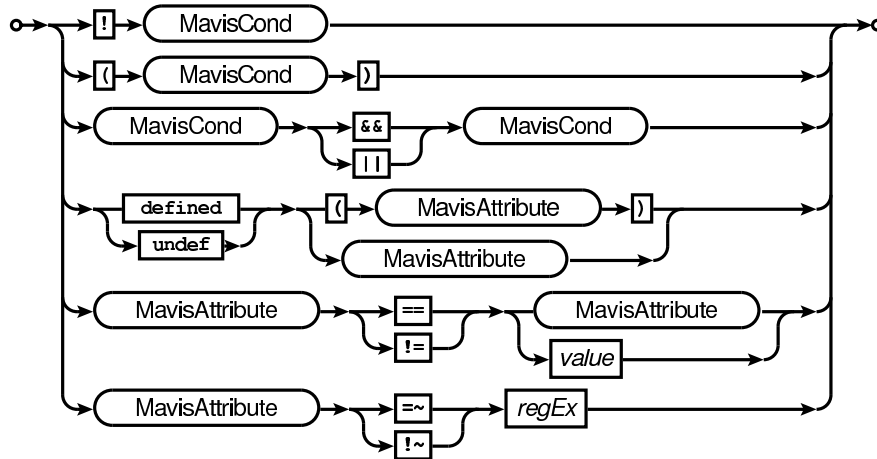 ! MavisCond
( MavisCond )
MavisCond && MavisCond
||
defined ( MavisAttribute )
undef MavisAttribute
MavisAttribute == MavisAttribute
!= value
MavisAttribute =~ regEx
!~